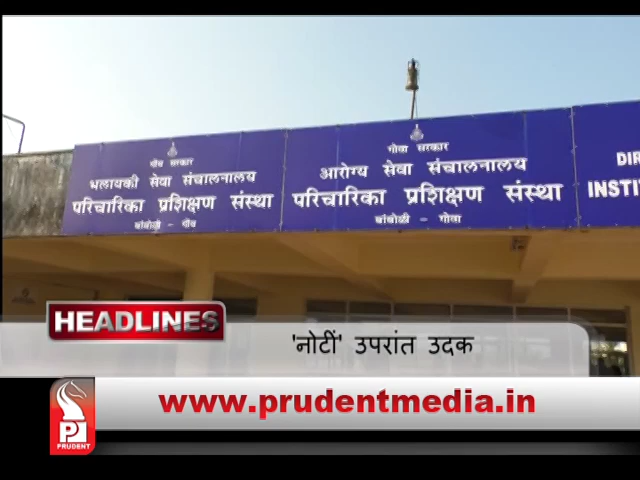 गोंय सरकार
भलायकी सेवा संचालनालय
परिचारिका प्रशिक्षण संस्था
बांबोळी - गोंय
गोवा सरकार
आरोग्य सेवा संचालनालय
परिचारिका प्रशिक्षण संस्था
बांबोळी - गोवा
DIR
INSTITU
HEADLINES
'नोटीं' उपरांत उदक
www.prudentmedia.in
PRUDENT